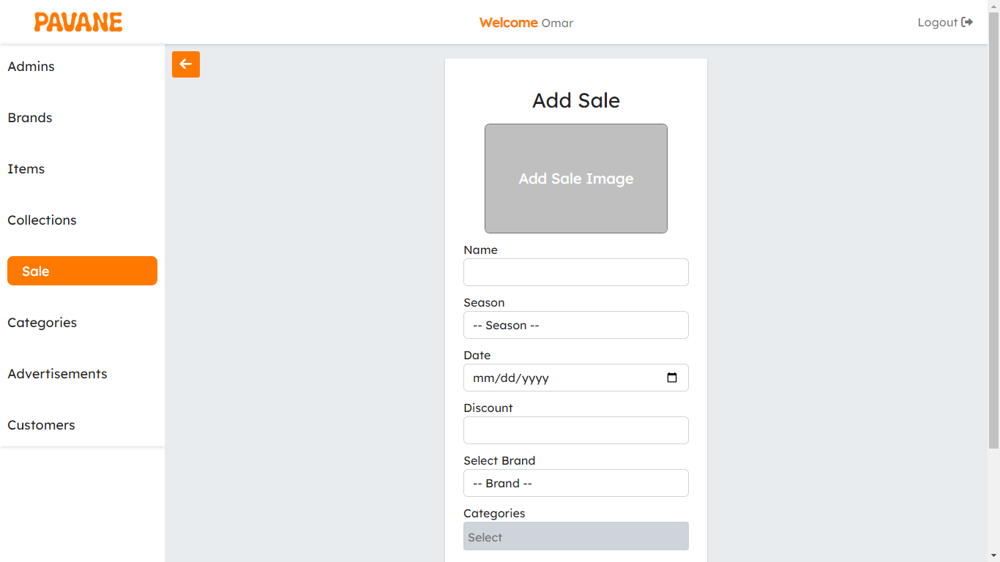 PAVANE
Welcome Omar
Logout
Admins
Brands
Items
Collections
Sale
Categories
Advertisements
Customers
Add Sale
Add Sale Image
Name
Season
-- Season --
Date
mm/dd/yyyy
Discount
Select Brand
-- Brand --
Categories
Select